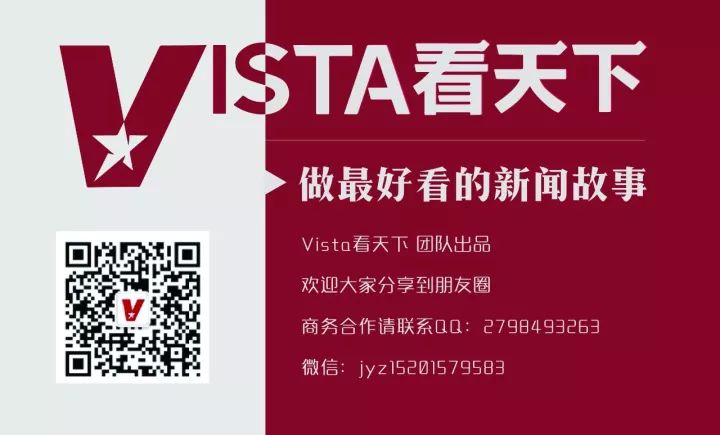 VISTA看天下
做最好看的新闻故事
Vista看天下 团队出品
欢迎大家分享到朋友圈
商务合作请联系QQ：2798493263
微信：jyz15201579583